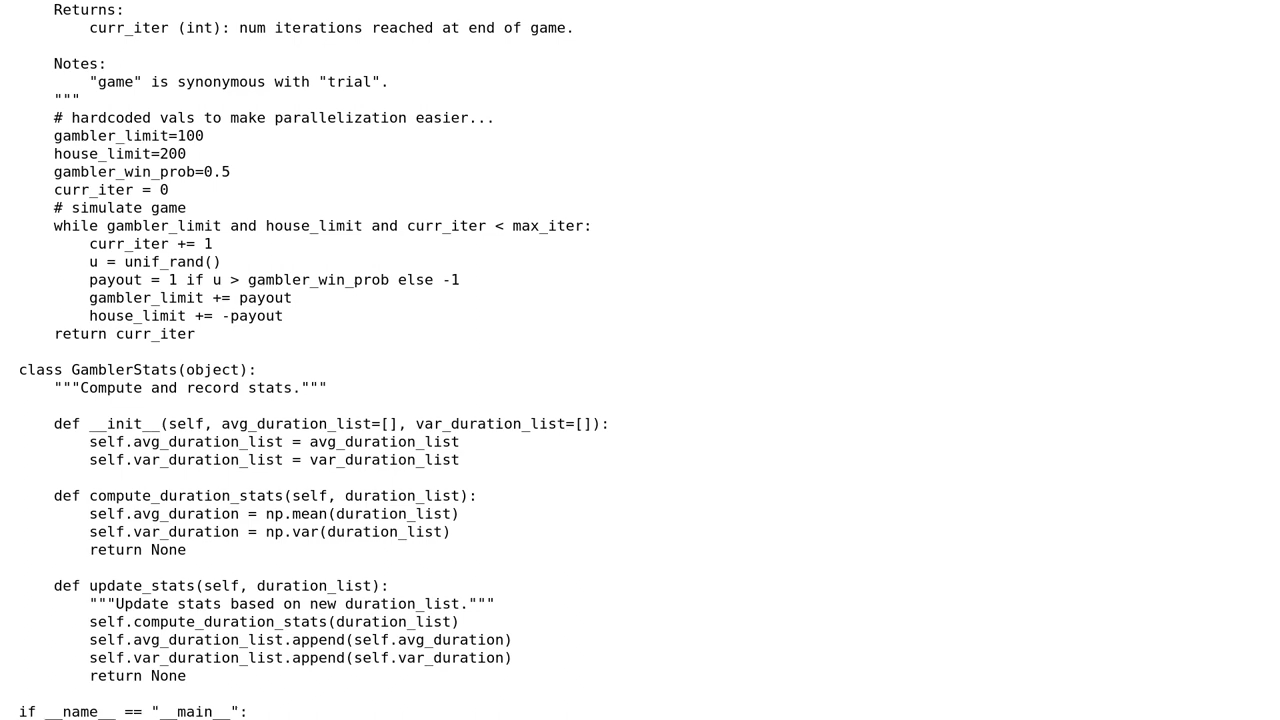 Returns:
        curr_iter (int): num iterations reached at end of game.

    Notes:
        "game" is synonymous with "trial".
    """
    # hardcoded vals to make parallelization easier...
    gambler_limit=100
    house_limit=200
    gambler_win_prob=0.5
    curr_iter = 0
    # simulate game
    while gambler_limit and house_limit and curr_iter < max_iter:
        curr_iter += 1
        u = unif_rand()
        payout = 1 if u > gambler_win_prob else -1
        gambler_limit += payout
        house_limit += -payout
    return curr_iter

class GamblerStats(object):
    """Compute and record stats."""

    def __init__(self, avg_duration_list=[], var_duration_list=[]):
        self.avg_duration_list = avg_duration_list
        self.var_duration_list = var_duration_list

    def compute_duration_stats(self, duration_list):
        self.avg_duration = np.mean(duration_list)
        self.var_duration = np.var(duration_list)
        return None

    def update_stats(self, duration_list):
        """Update stats based on new duration_list."""
        self.compute_duration_stats(duration_list)
        self.avg_duration_list.append(self.avg_duration)
        self.var_duration_list.append(self.var_duration)
        return None

if __name__ == "__main__":